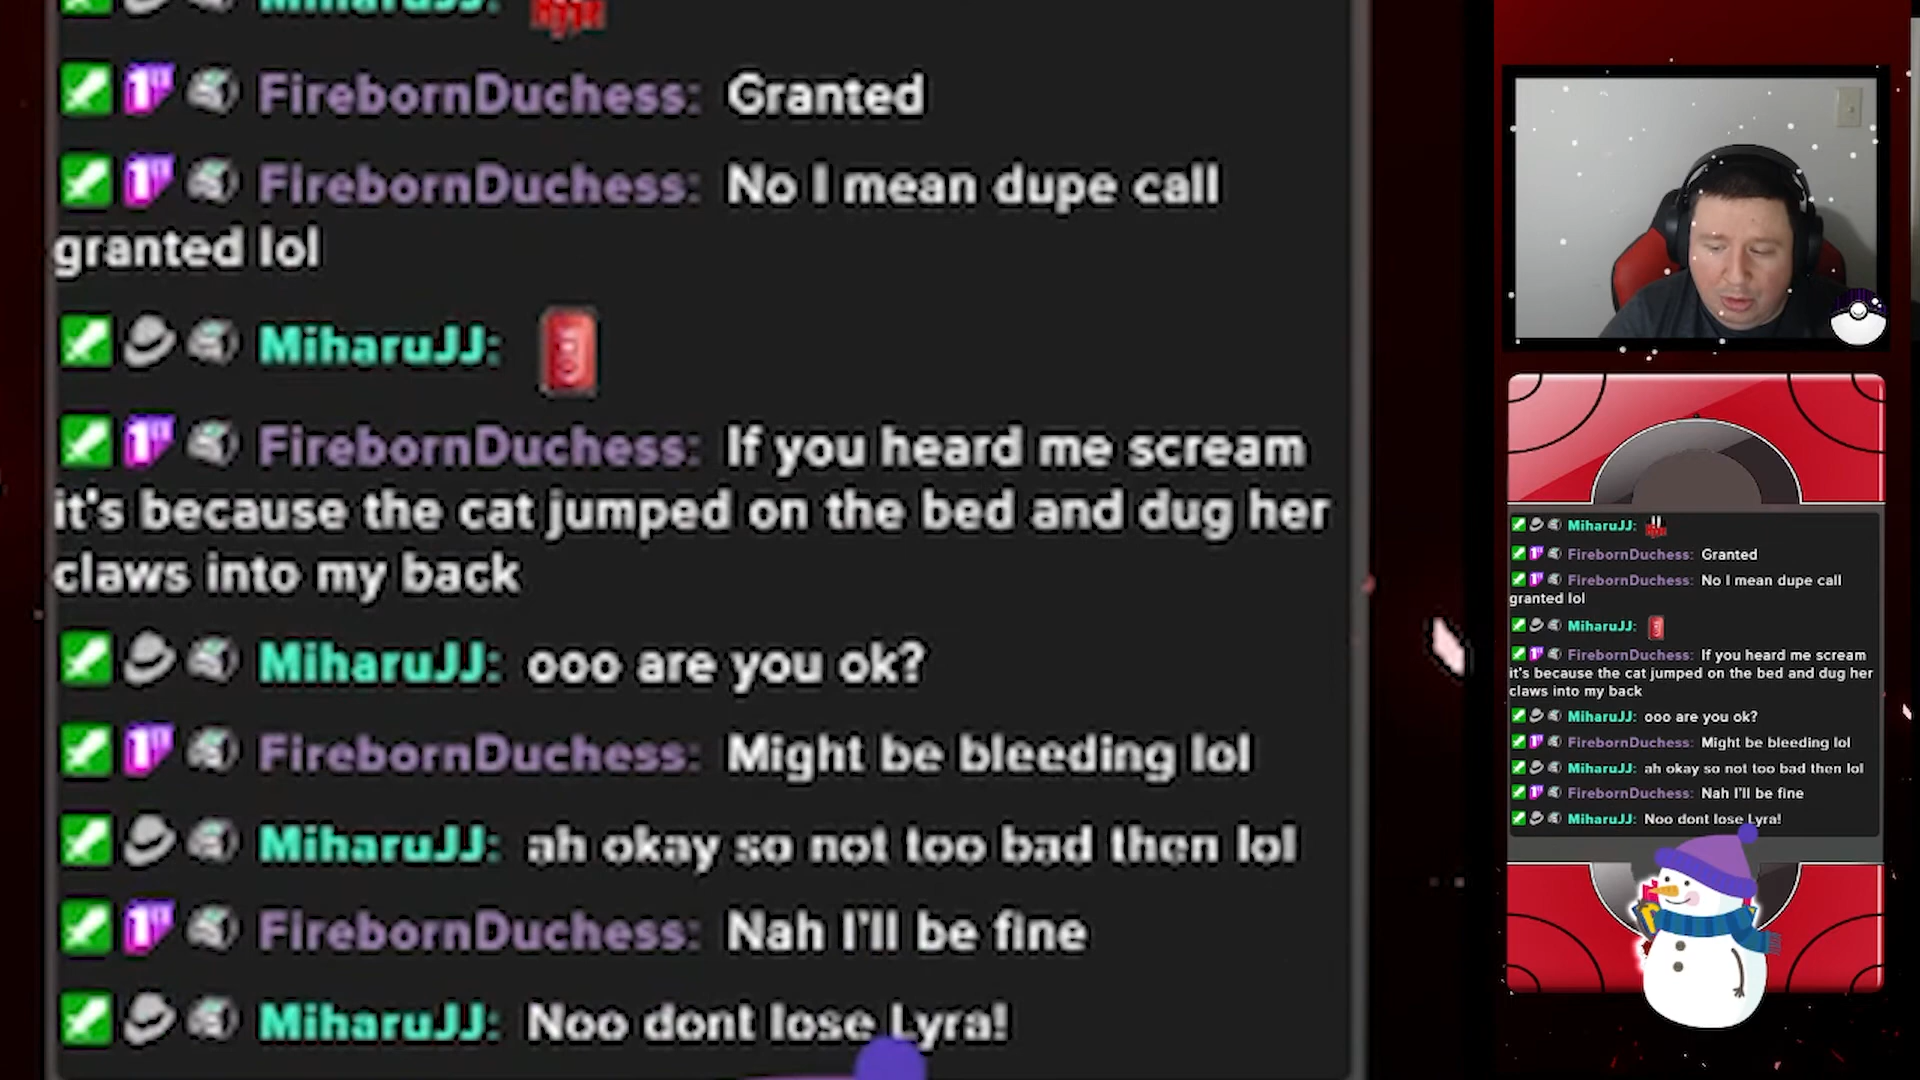 MiharuJJ:
FirebornDuchess: Granted
FirebornDuchess: No I mean dupe call
granted lol
MiharuJJ:
FirebornDuchess: If you heard me scream
it's because the cat jumped on the bed and dug her
claws into my back
MiharuJJ: ooo are you ok?
FirebornDuchess: Might be bleeding lol
MiharuJJ: ah okay so not too bad then lol
FirebornDuchess: Nah I'll be fine
MiharuJJ: Noo dont lose Lyra!
MiharuJJ:
FirebornDuchess: Granted
FirebornDuchess: No I mean dupe call
granted lol
MiharuJJ:
FirebornDuchess: If you heard me scream
it's because the cat jumped on the bed and dug her
claws into my back
MiharuJJ: ooo are you ok?
FirebornDuchess: Might be bleeding lol
MiharuJJ: ah okay so not too bad then lol
FirebornDuchess: Nah I'll be fine
MiharuJJ: Noo dont lose Lyra!